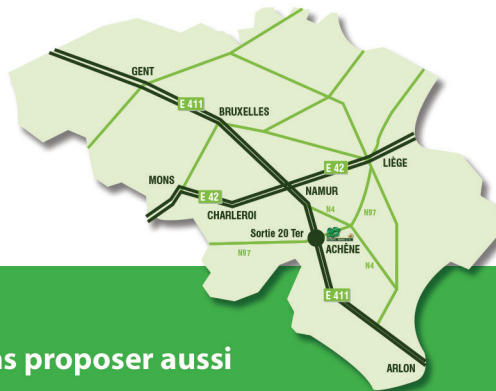 GENT
E 411
BRUXELLES
E 42
LIÈGE
MONS
E 42
NAMUR
CHARLEROI
N4
N97
Sortie 20 Ter
ACHÊNE
N97
N4
E 411
as proposer aussi
ARLON